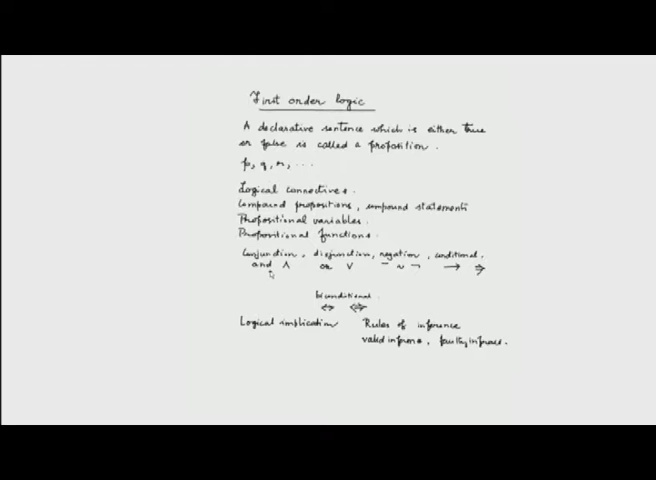 First order logic
A declarative sentence which is either true
or false is called a proposition.
p, q, r, ...
Logical connectives.
Compound propositions, compound statements
Propositional variables.
Propositional functions.
Conjunction, disjunction, negation, conditional.
and ∧ or ∨ ¯ ~ ¬ → ⇒
biconditional.
↔ ⇔
Logical implication Rules of inference
valid infrence, faulty